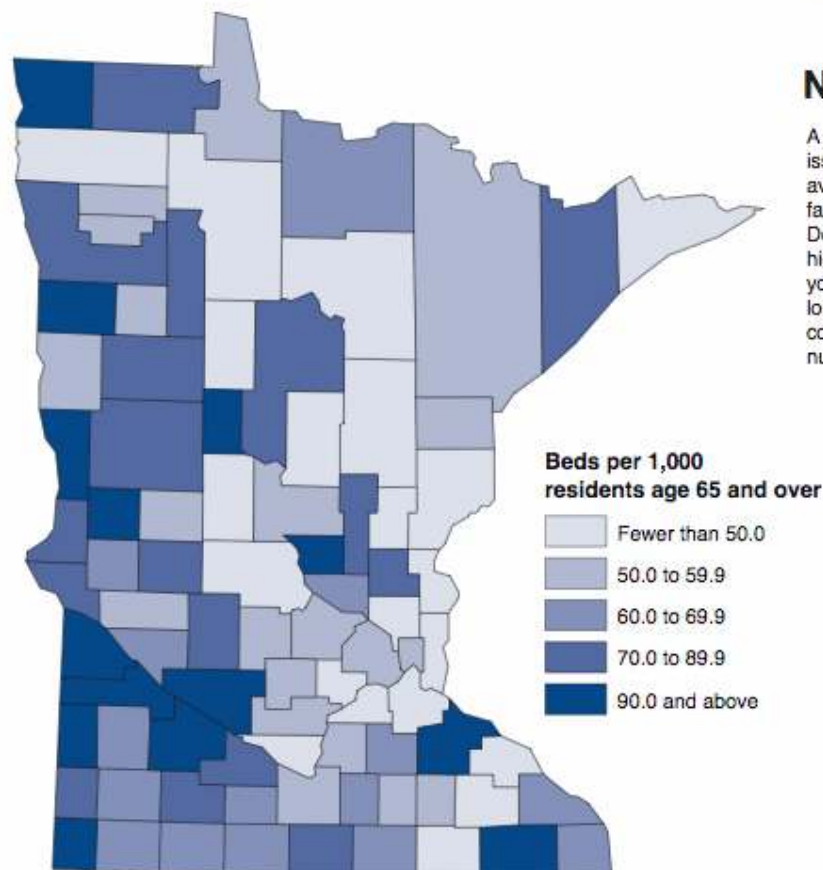 N
A
iss
av
fa
De
hig
yo
lo
co
nu
Beds per 1,000
residents age 65 and over
Fewer than 50.0
50.0 to 59.9
60.0 to 69.9
70.0 to 89.9
90.0 and above